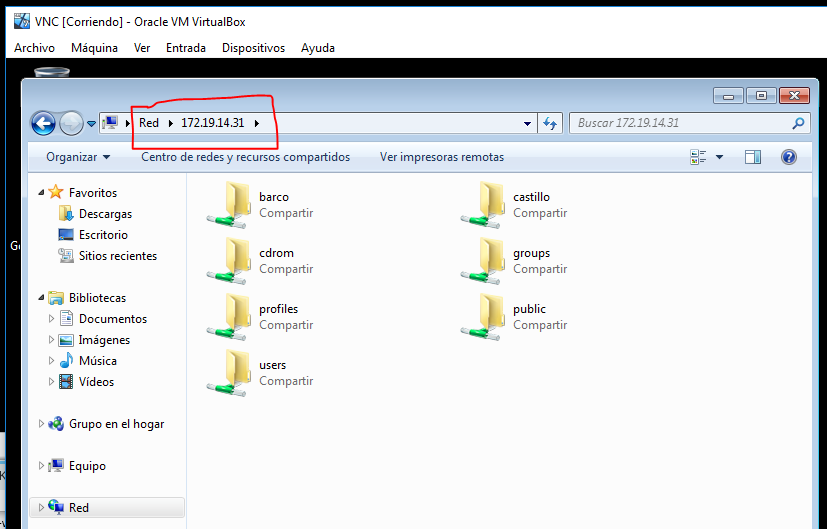 VNC [Corriendo] - Oracle VM VirtualBox
Archivo Máquina Ver Entrada Dispositivos Ayuda
Red 172.19.14.31 Buscar 172.19.14.31
Organizar Centro de redes y recursos compartidos Ver impresoras remotas
Favoritos
Descargas
Escritorio
Sitios recientes
Bibliotecas
Documentos
Imágenes
Música
Vídeos
Grupo en el hogar
Equipo
Red
barco
Compartir
castillo
Compartir
cdrom
Compartir
groups
Compartir
profiles
Compartir
public
Compartir
users
Compartir